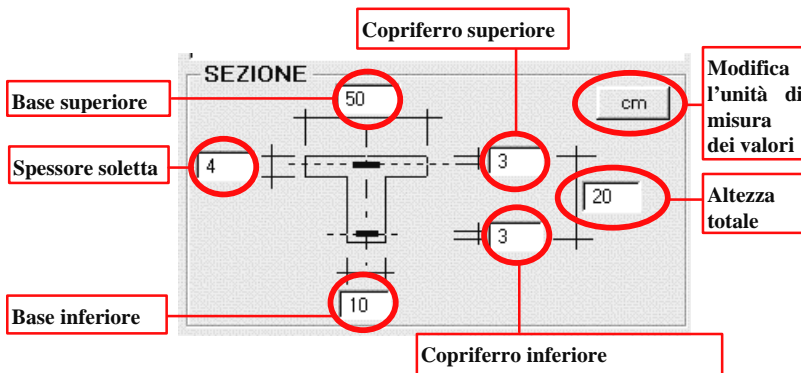 Copriferro superiore
SEZIONE
Modifica
l'unità di
misura
dei valori
Base superiore
50
cm
Spessore soletta
4
3
20
Altezza
totale
3
Base inferiore
10
Copriferro inferiore